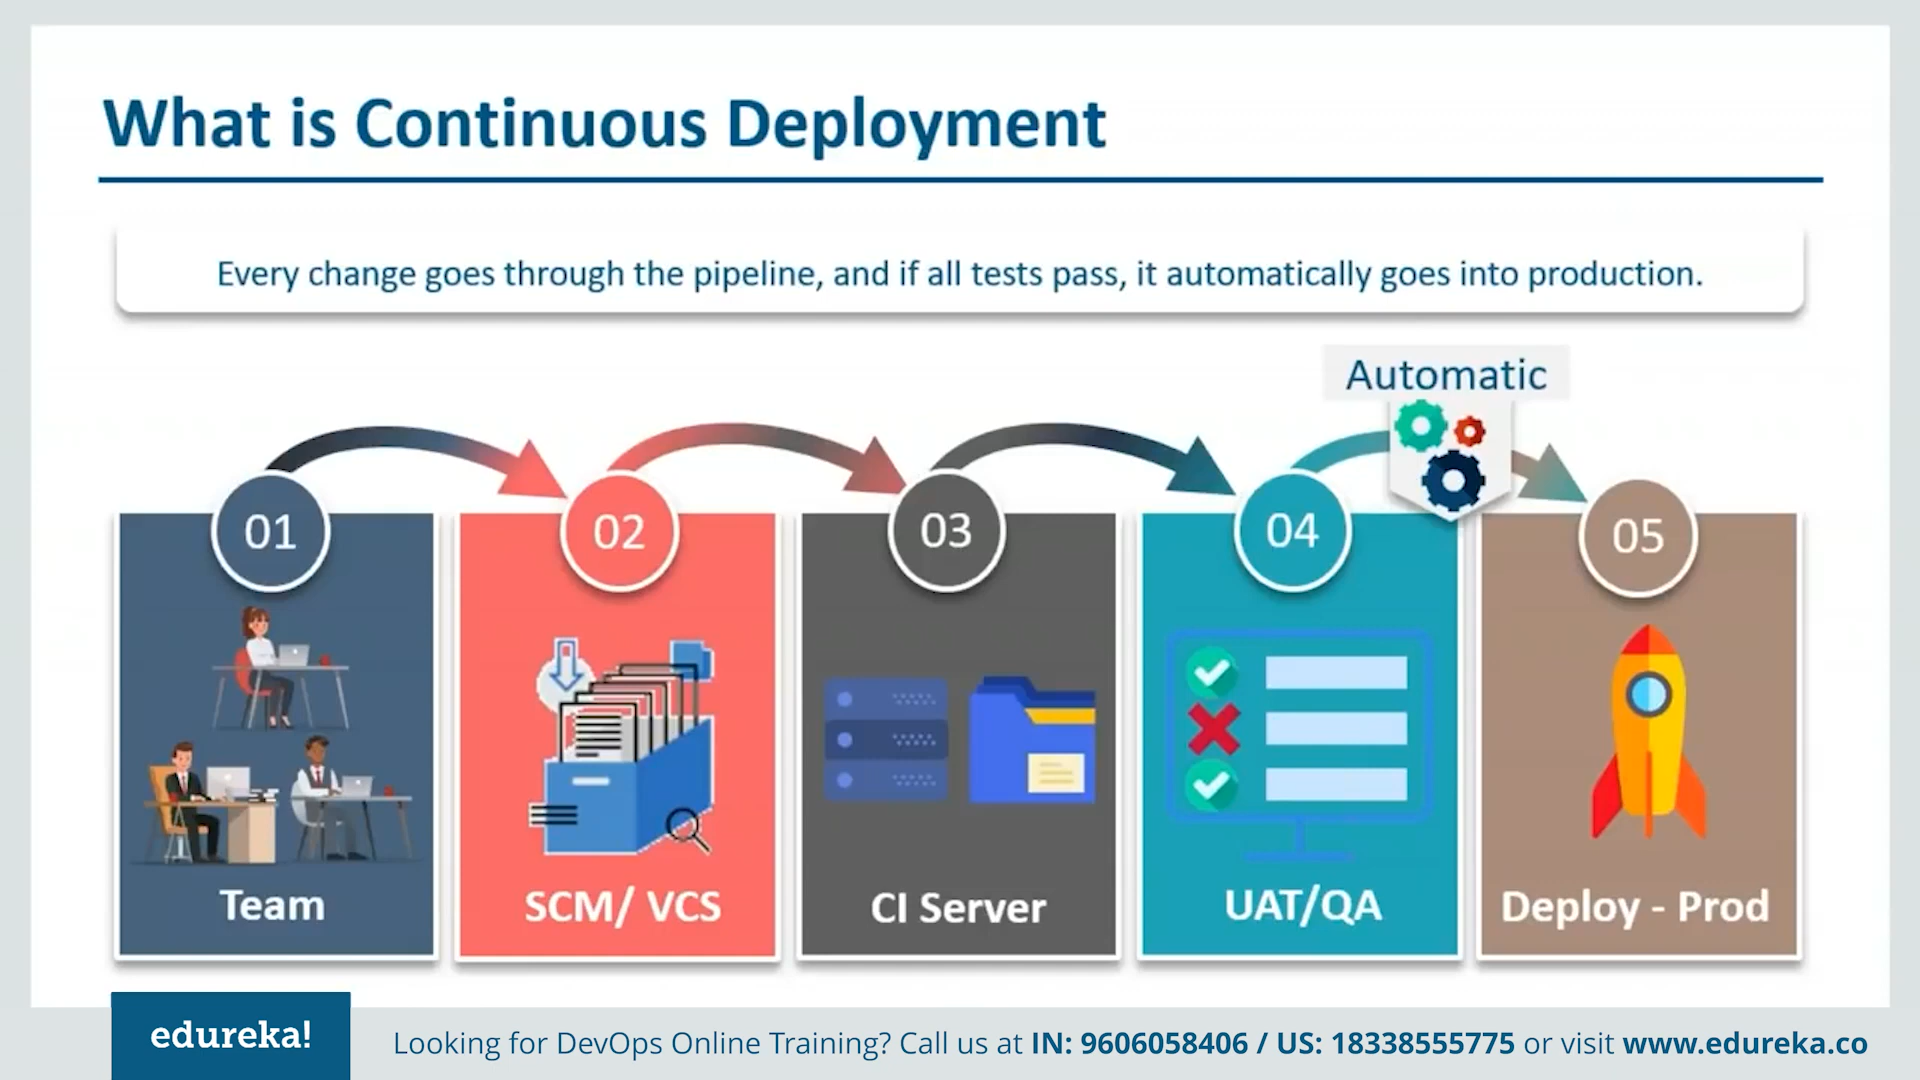 What is Continuous Deployment
Every change goes through the pipeline, and if all tests pass, it automatically goes into production.
Automatic
01
02
03
04
05
Team
SCM/ VCS
CI Server
UAT/QA
Deploy - Prod
edureka!
Looking for DevOps Online Training? Call us at IN: 9606058406 / US: 18338555775 or visit www.edureka.co